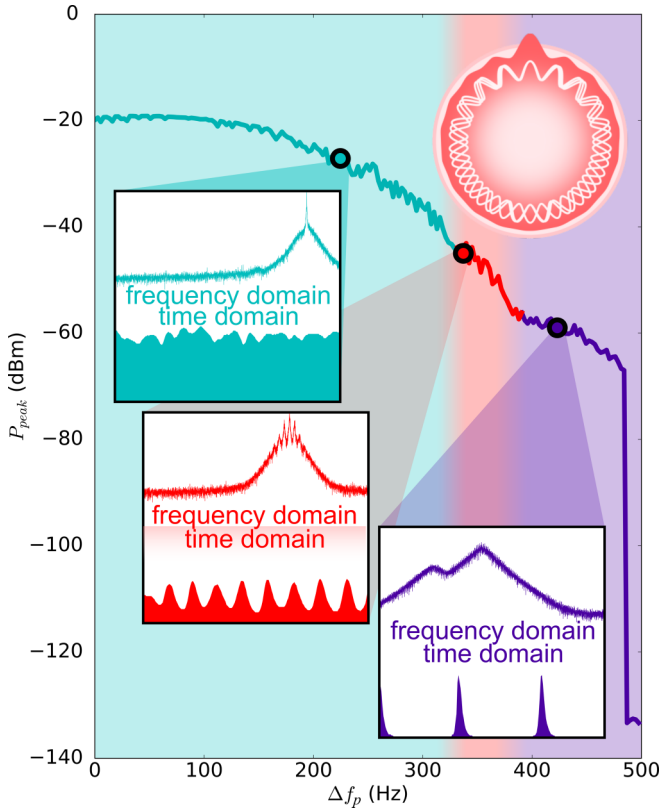 0
−20
−40
−60
−80
−100
−120
−140
P_peak (dBm)
frequency domain
time domain
frequency domain
time domain
frequency domain
time domain
0
100
200
300
400
500
Δf_p (Hz)